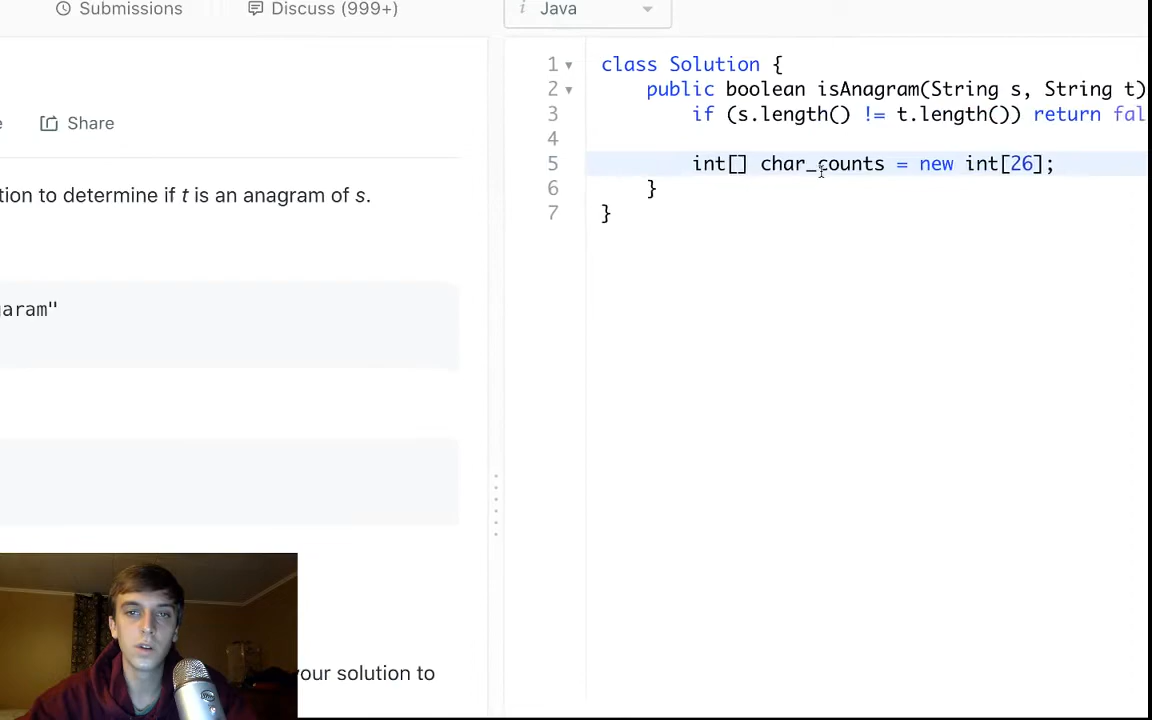 Submissions
Discuss (999+)
i Java
Share
tion to determine if t is an anagram of s.
aram"
your solution to
1 class Solution {
2 public boolean isAnagram(String s, String t)
3 if (s.length() != t.length()) return fal
4
5 int[] char_counts = new int[26];
6 }
7 }